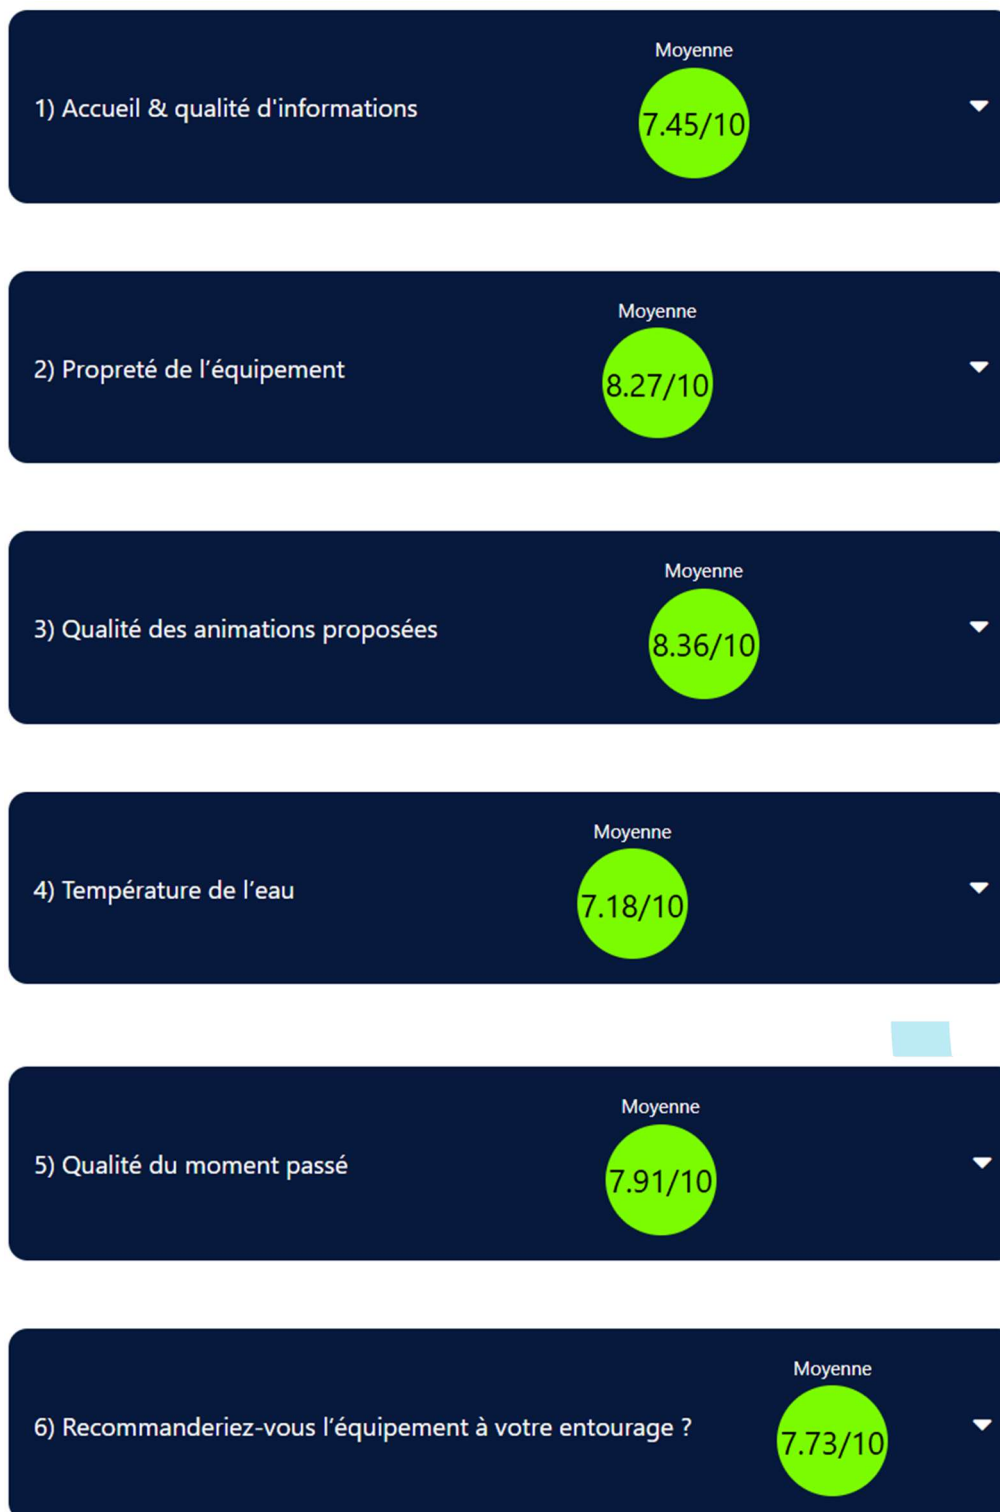 Moyenne
1) Accueil & qualité d'informations
7.45/10
Moyenne
2) Propreté de l’équipement
8.27/10
Moyenne
3) Qualité des animations proposées
8.36/10
Moyenne
4) Température de l’eau
7.18/10
Moyenne
5) Qualité du moment passé
7.91/10
Moyenne
6) Recommanderiez-vous l’équipement à votre entourage ?
7.73/10